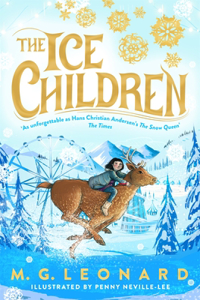 THE
ICE
CHILDREN
'As unforgettable as Hans Christian Andersen's The Snow Queen'
The Times
M. G. LEONARD
ILLUSTRATED BY PENNY NEVILLE-LEE